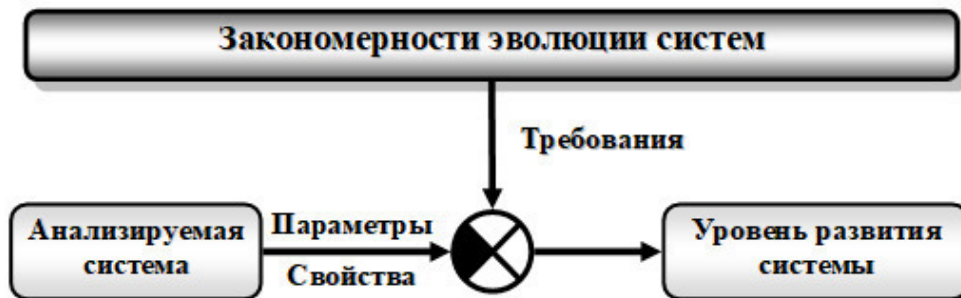 Закономерности эволюции систем
Требования
Анализируемая
система
Параметры
Свойства
Уровень развития
системы